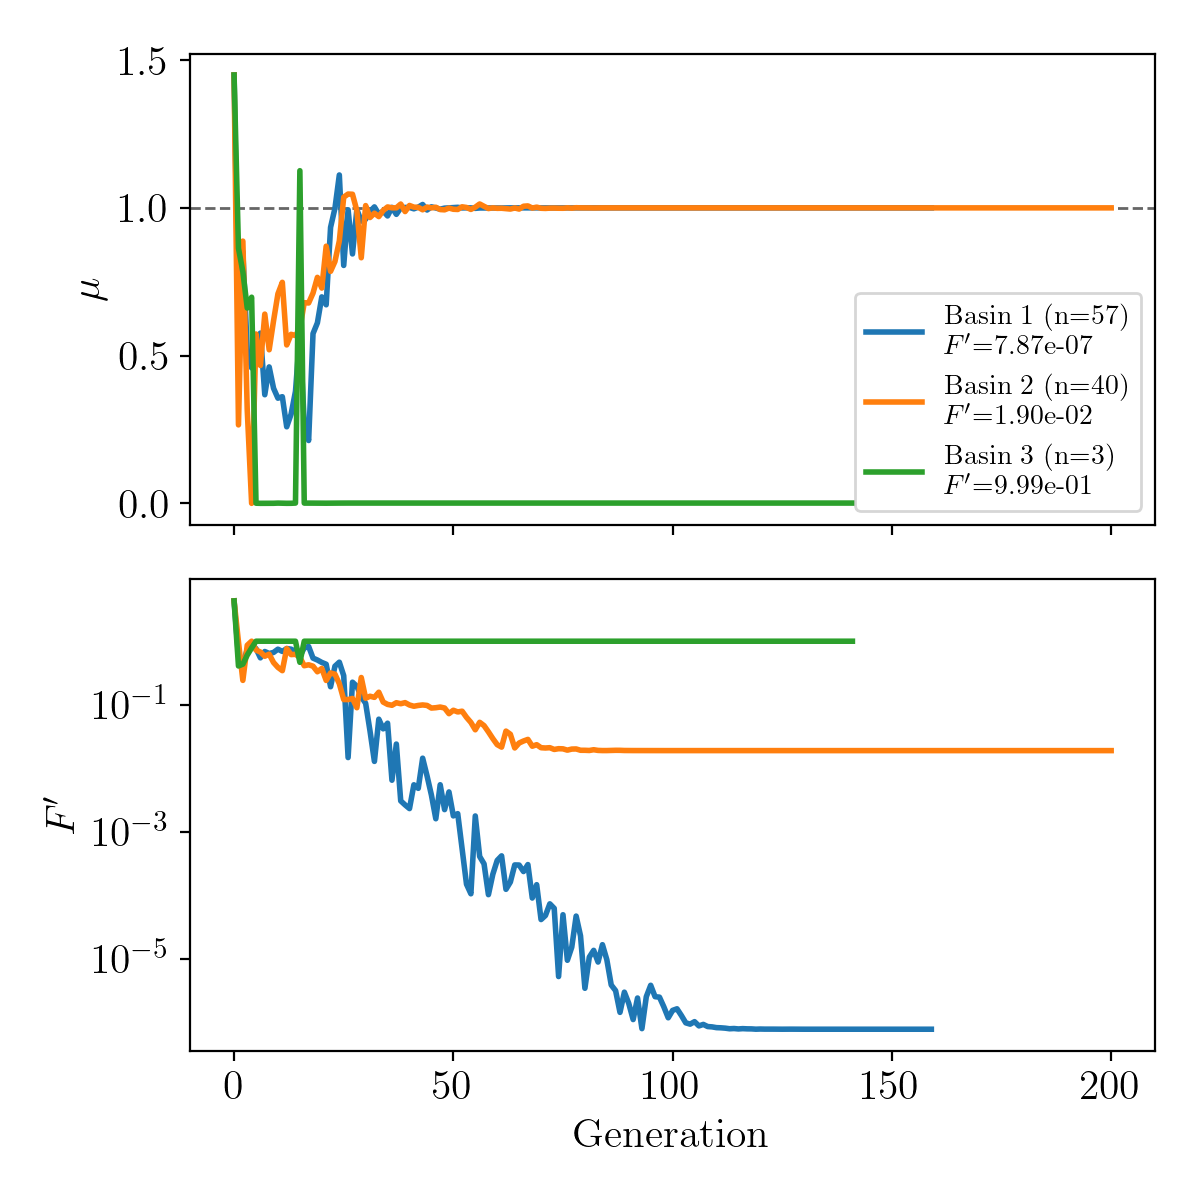 1.5
1.0
0.5
0.0
μ
Basin 1 (n=57)
F′=7.87e-07
Basin 2 (n=40)
F′=1.90e-02
Basin 3 (n=3)
F′=9.99e-01
10⁻¹
10⁻³
10⁻⁵
F′
0 50 100 150 200
Generation